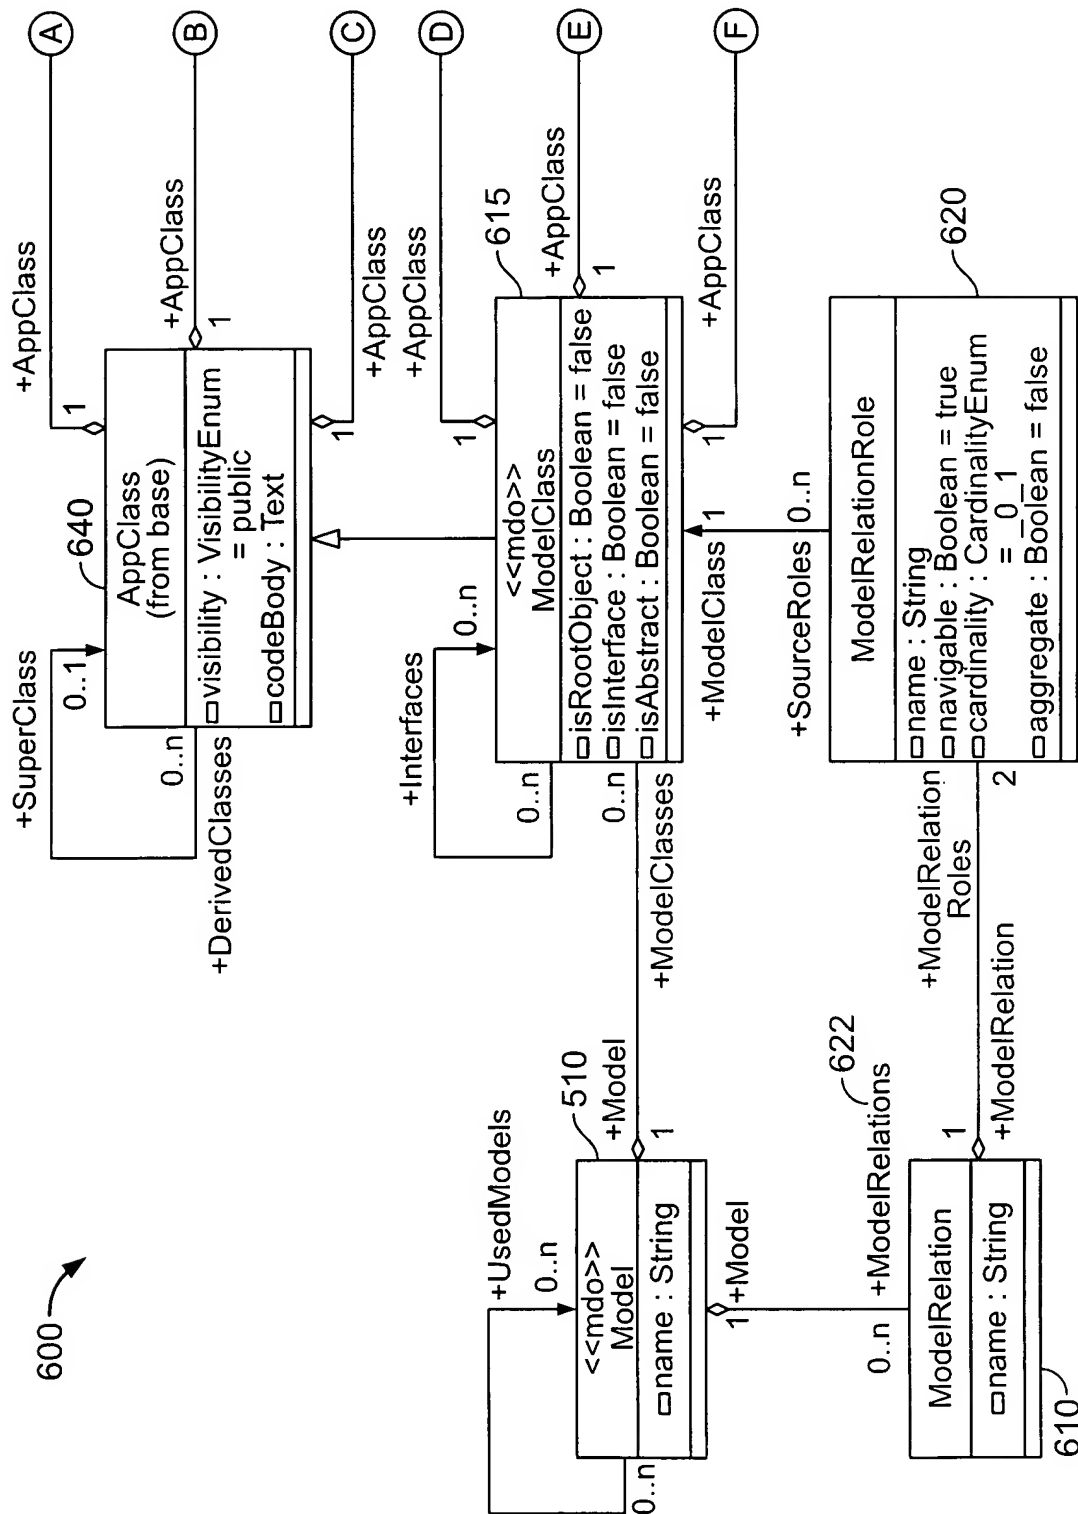 600
A
B
C
D
E
F
+AppClass
1
+AppClass
1
+AppClass
1
+AppClass
1
+AppClass
1
+AppClass
1
640
AppClass
(from base)
visibility : VisibilityEnum
= public
codeBody : Text
+SuperClass
0..1
0..n
+DerivedClasses
615
<<mdo>>
ModelClass
isRootObject : Boolean = false
isInterface : Boolean = false
isAbstract : Boolean = false
+Interfaces
0..n
0..n
0..n
+ModelClasses
+ModelClass
1
+SourceRoles
0..n
620
ModelRelationRole
name : String
navigable : Boolean = true
cardinality : CardinalityEnum
= _0_1
aggregate : Boolean = false
+ModelRelation
Roles
2
510
+UsedModels
0..n
<<mdo>>
Model
name : String
0..n
+Model
1
1
+Model
622
+ModelRelations
0..n
ModelRelation
name : String
1
+ModelRelation
610